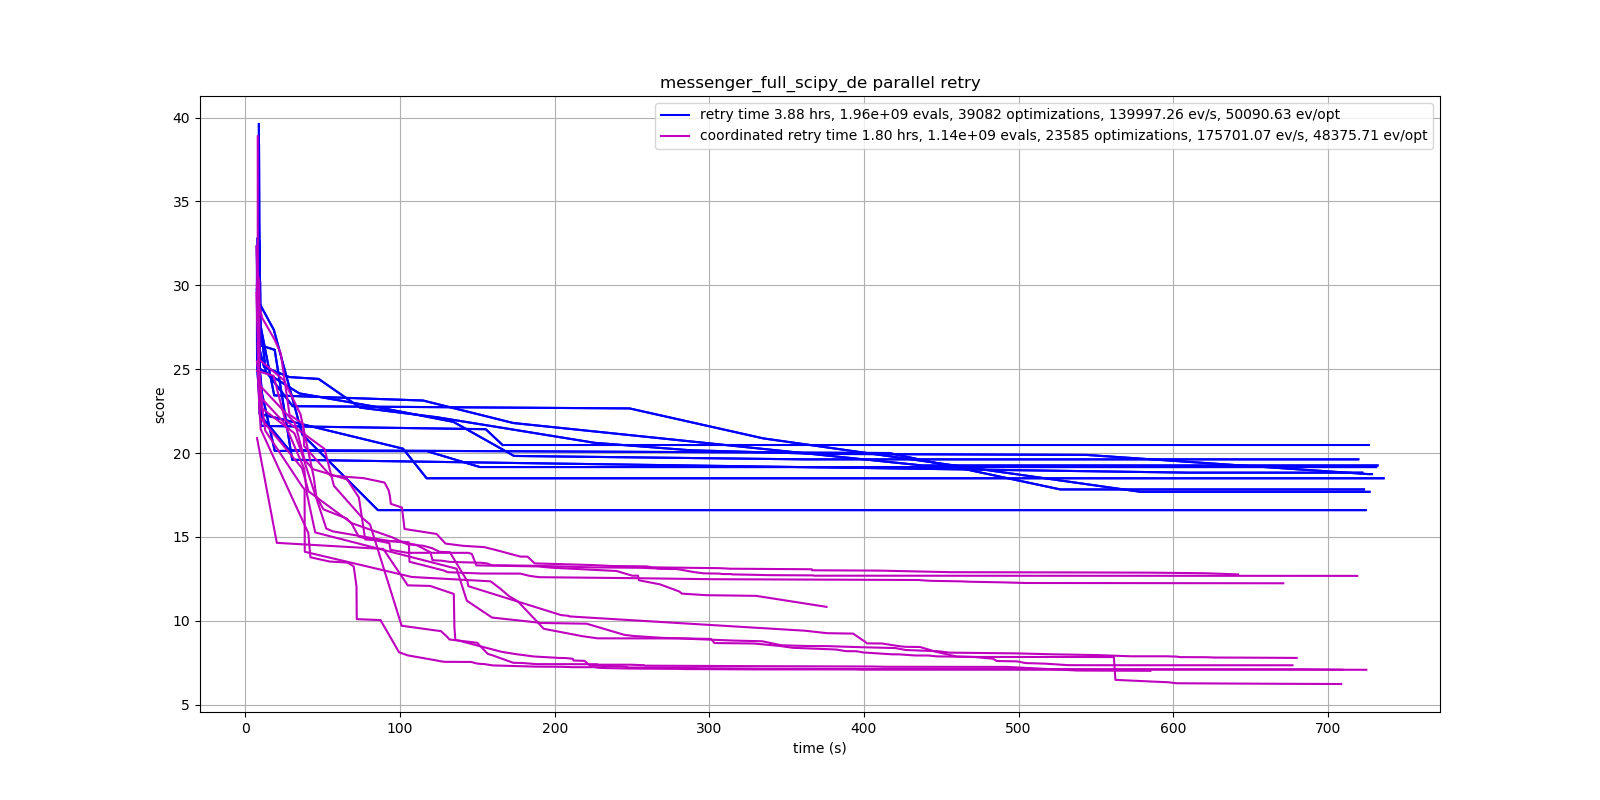 messenger_full_scipy_de parallel retry
retry time 3.88 hrs, 1.96e+09 evals, 39082 optimizations, 139997.26 ev/s, 50090.63 ev/opt
coordinated retry time 1.80 hrs, 1.14e+09 evals, 23585 optimizations, 175701.07 ev/s, 48375.71 ev/opt
40
35
30
25
20
15
10
5
score
0 100 200 300 400 500 600 700
time (s)